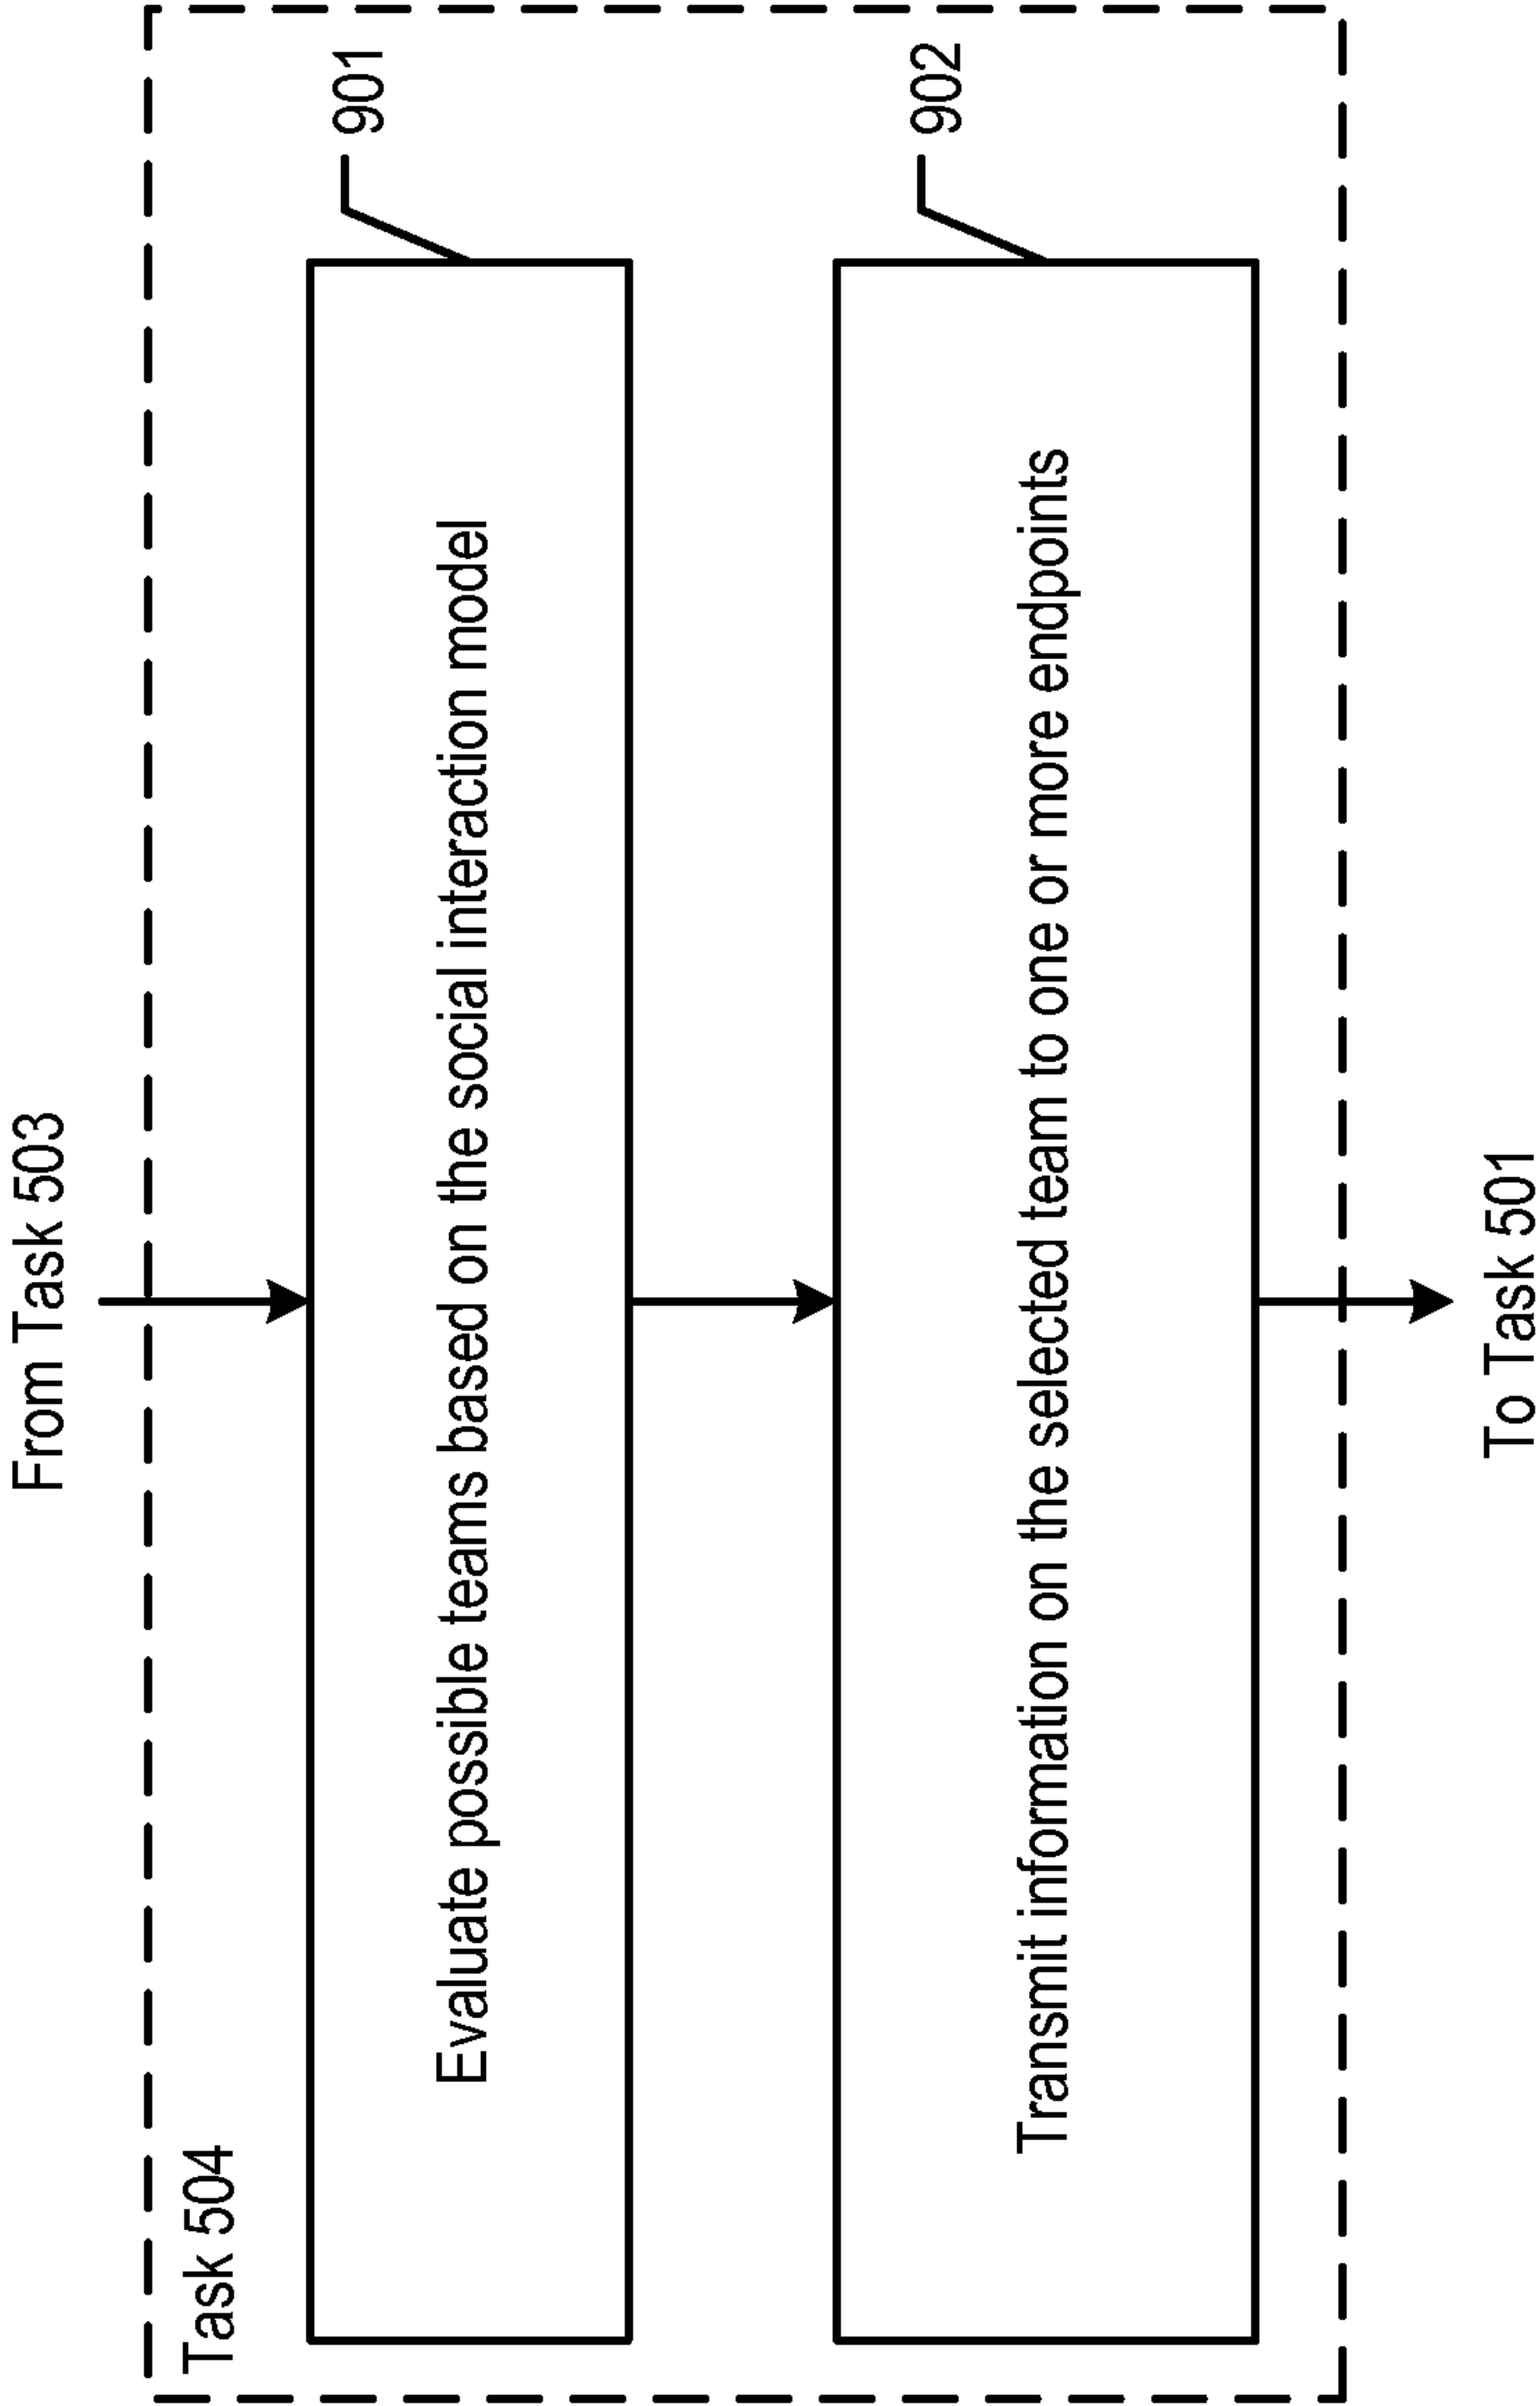 From Task 503
Task 504
901
Evaluate possible teams based on the social interaction model
902
Transmit information on the selected team to one or more endpoints
To Task 501